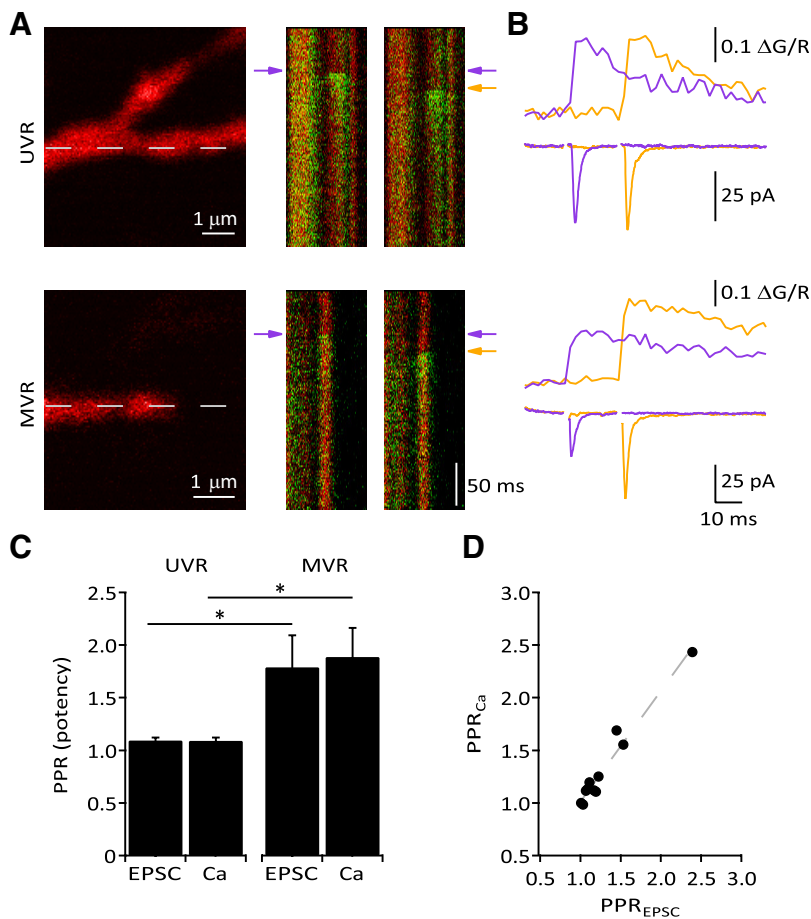 A
B
UVR
1 μm
0.1 ΔG/R
25 pA
MVR
1 μm
50 ms
0.1 ΔG/R
25 pA
10 ms
C
D
UVR
MVR
PPR (potency)
2.5
2.0
1.5
1.0
0.5
0
*
*
EPSC
Ca
EPSC
Ca
PPRCa
3.0
2.5
2.0
1.5
1.0
0.5
0.5
1.0
1.5
2.0
2.5
3.0
PPREPSC